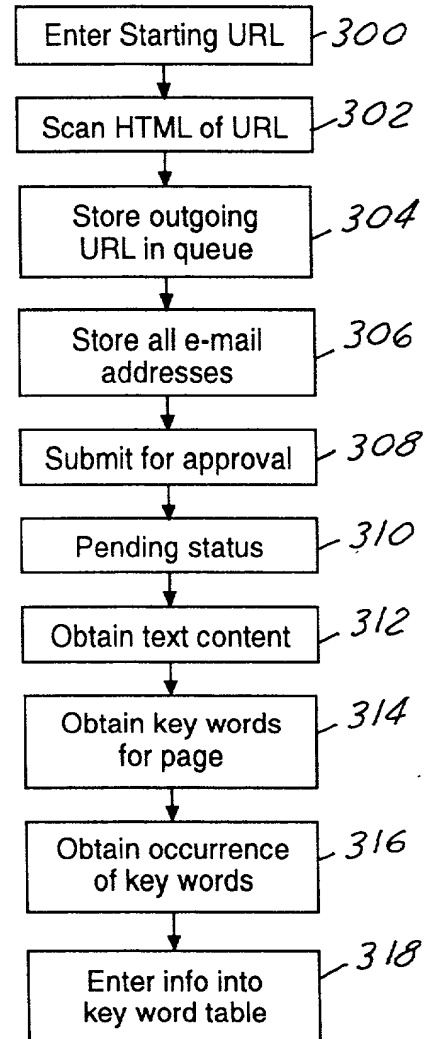 Enter Starting URL 300
Scan HTML of URL 302
Store outgoing
URL in queue
304
Store all e-mail
addresses
306
Submit for approval 308
Pending status 310
Obtain text content 312
Obtain key words
for page
314
Obtain occurrence
of key words
316
Enter info into
key word table
318